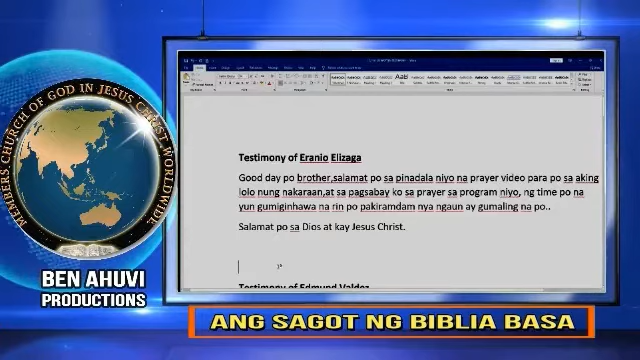 MEMBERS CHURCH OF GOD IN JESUS CHRIST WORLDWIDE
Testimony of Eranio Elizaga
Good day po brother,salamat po sa pinadala niyo na prayer video para po sa aking
lolo nung nakaraan,at sa pagsabay ko sa prayer sa program niyo, ng time po na
yun gumiginhawa na rin po pakiramdam nya ngaun ay gumaling na po..
Salamat po sa Dios at kay Jesus Christ.
Testimony of Edmund Valdez
BEN AHUVI
PRODUCTIONS
ANG SAGOT NG BIBLIA BASA